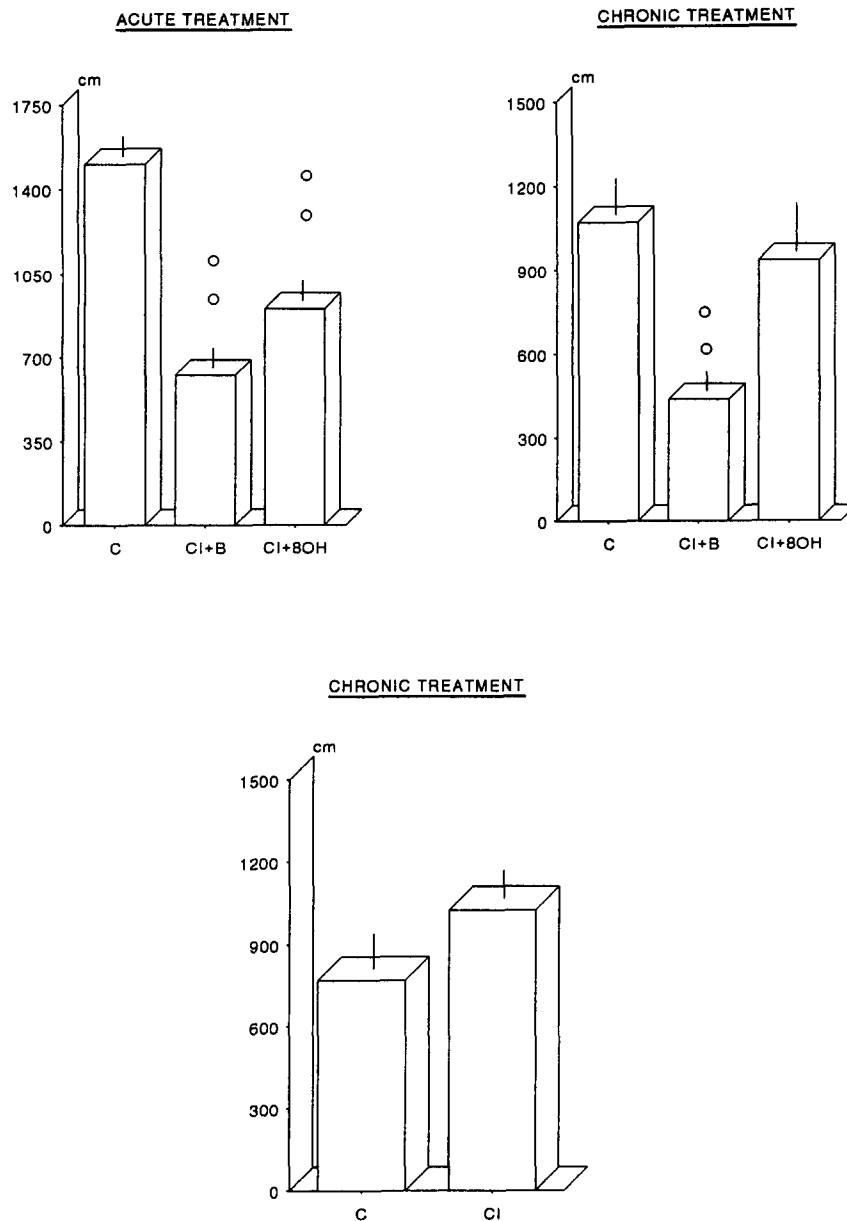 ACUTE TREATMENT
cm
1750
1400
1050
700
350
0
C CI+B CI+8OH
CHRONIC TREATMENT
cm
1500
1200
900
600
300
0
C CI+B CI+8OH
CHRONIC TREATMENT
cm
1500
1200
900
600
300
0
C CI